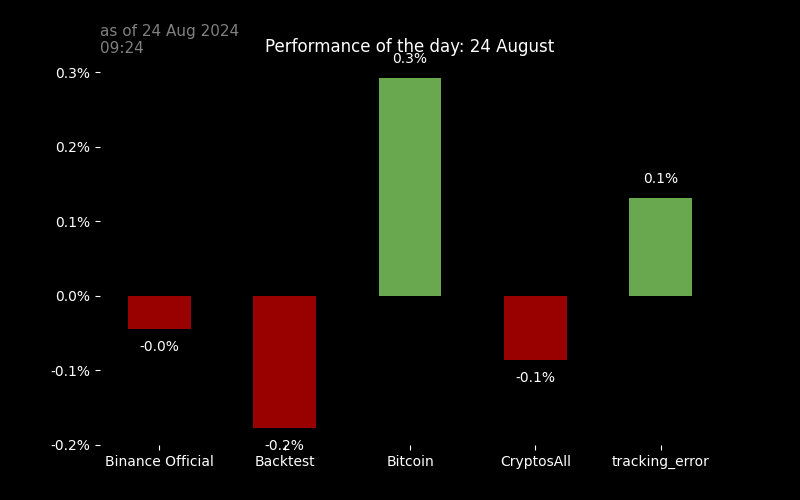 as of 24 Aug 2024
09:24
Performance of the day: 24 August
0.3%
0.3%
0.2%
0.1%
0.1%
0.0%
-0.0%
-0.1%
-0.1%
-0.2%
-0.2%
Binance Official
Backtest
Bitcoin
CryptosAll
tracking_error